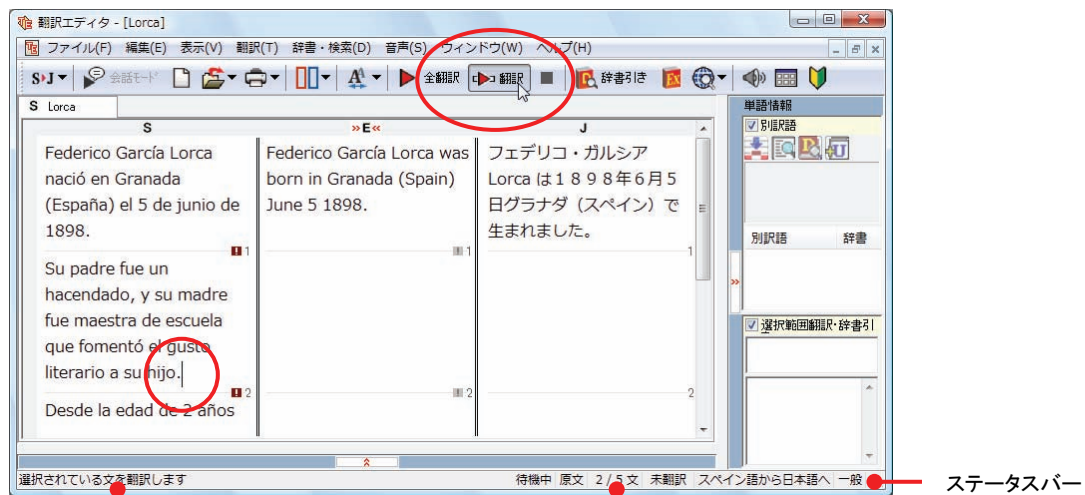 翻訳エディタ - [Lorca]
ファイル(F) 編集(E) 表示(V) 翻訳(T) 辞書・検索(D) 音声(S) ウィンドウ(W) ヘルプ(H)
S›J 会話モード 全翻訳 翻訳 辞書引き
S Lorca
S »E« J
Federico García Lorca
nació en Granada
(España) el 5 de junio de
1898.
1
Federico García Lorca was
born in Granada (Spain)
June 5 1898.
1
フェデリコ・ガルシア
Lorca は１８９８年６月５
日グラナダ（スペイン）で
生まれました。
1
Su padre fue un
hacendado, y su madre
fue maestra de escuela
que fomentó el gusto
literario a su hijo.
2
2
2
Desde la edad de 2 años
単語情報
別訳語
別訳語 辞書
選択範囲翻訳・辞書引
選択されている文を翻訳します
待機中 原文 2/5文 未翻訳 スペイン語から日本語へ 一般
ステータスバー